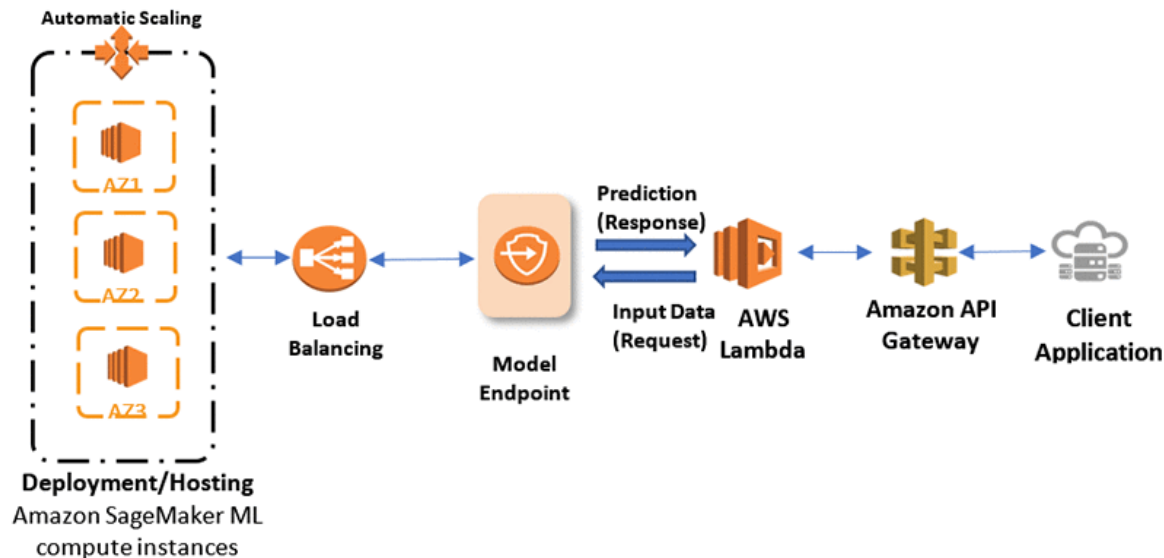 Automatic Scaling
AZ1
AZ2
AZ3
Deployment/Hosting
Amazon SageMaker ML
compute instances
Load
Balancing
Model
Endpoint
Prediction
(Response)
Input Data
(Request)
AWS
Lambda
Amazon API
Gateway
Client
Application